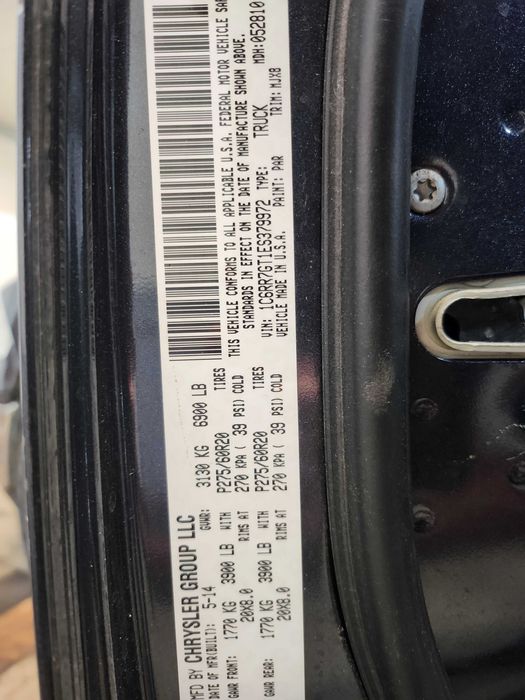 MFD BY CHRYSLER GROUP LLC
DATE OF MFR(BUILT): 5-14 GVWR: 3130 KG 6900 LB
GAWR FRONT: WITH TIRES
1770 KG 3900 LB P275/60R20
RIMS AT
20X8.0 270 KPA ( 39 PSI) COLD
GAWR REAR: WITH TIRES
1770 KG 3900 LB P275/60R20
RIMS AT
20X8.0 270 KPA ( 39 PSI) COLD
THIS VEHICLE CONFORMS TO ALL APPLICABLE U.S.A. FEDERAL MOTOR VEHICLE
STANDARDS IN EFFECT ON THE DATE OF MANUFACTURE SHOWN ABOVE.
VIN: 1C6RR7GT1ES379972 TYPE: TRUCK MDH:052810
VEHICLE MADE IN U.S.A. PAINT: PAR TRIM: MJX8